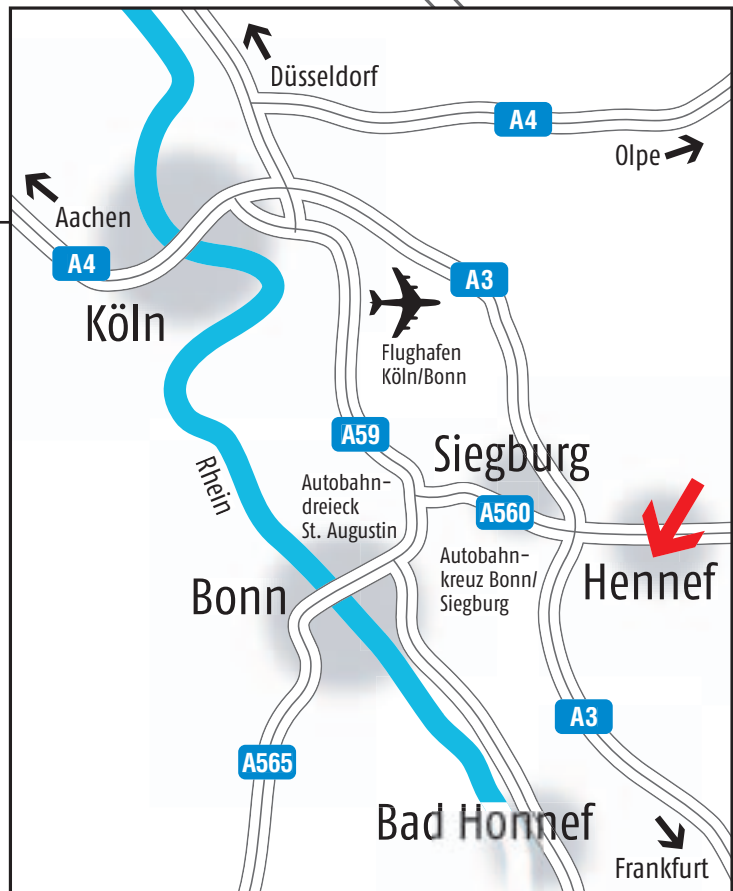 Düsseldorf
A4
Olpe
Aachen
A4
A3
Köln
Flughafen
Köln/Bonn
A59
Siegburg
Rhein
Autobahn-
dreieck
St. Augustin
A560
Autobahn-
kreuz Bonn/
Siegburg
Hennef
Bonn
A3
A565
Bad Honnef
Frankfurt